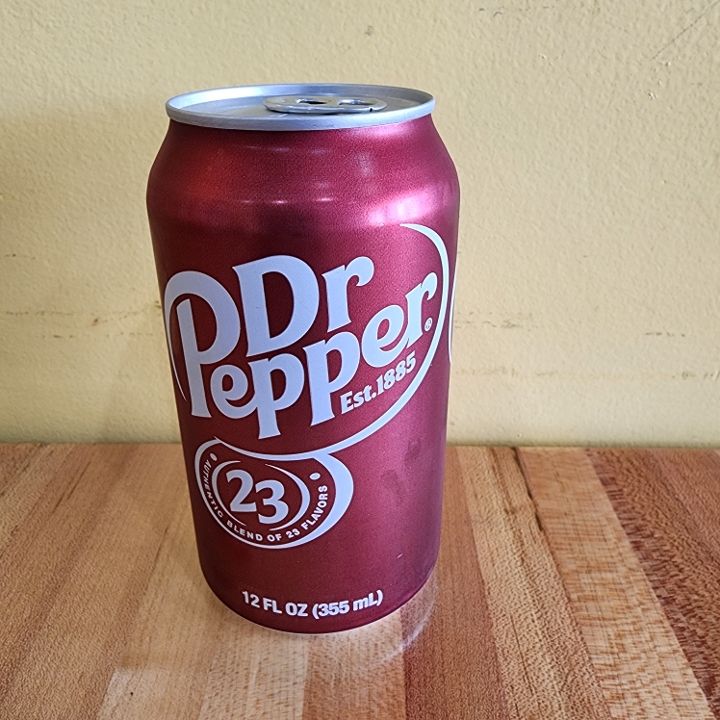 Dr
Pepper®
Est.1885
23
AUTHENTIC BLEND OF 23 FLAVORS
12 FL OZ (355 mL)